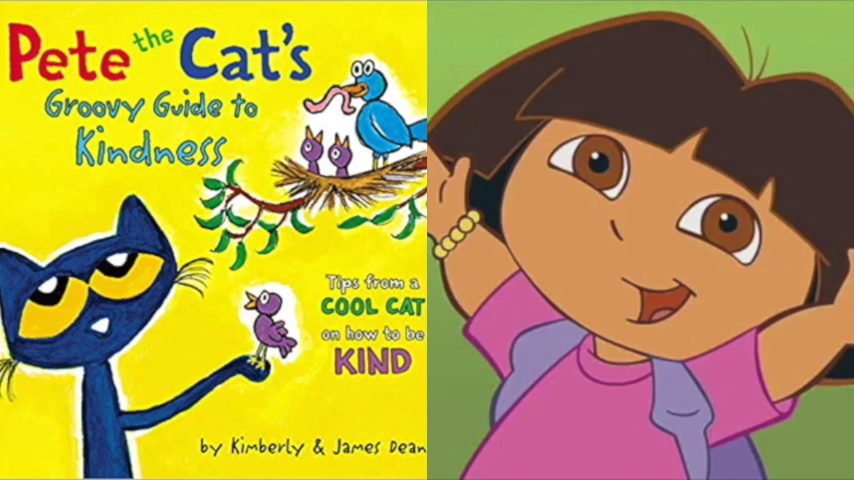 Pete the Cat's
Groovy Guide to
Kindness
Tips from a
COOL CAT
on how to be
KIND
by Kimberly & James Dean